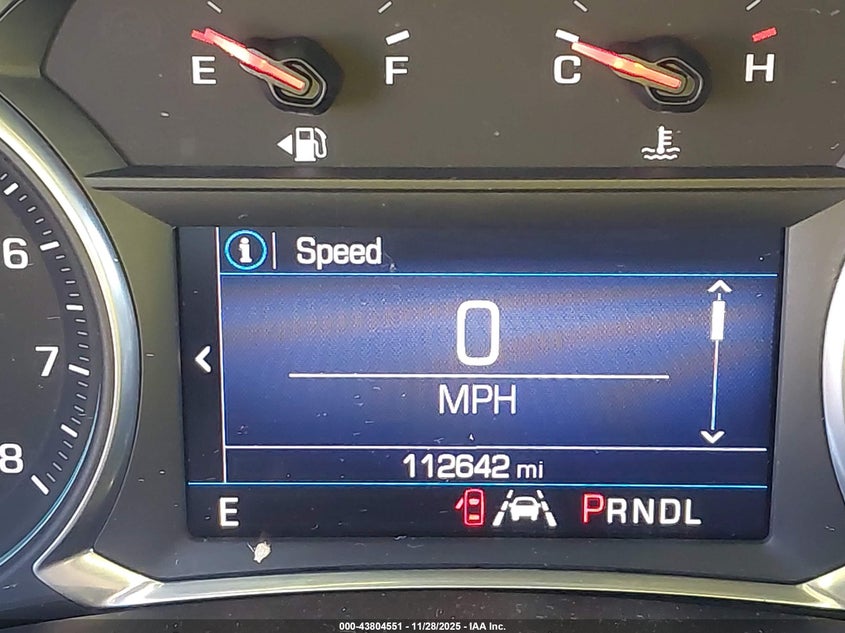 E F C H
i Speed
6
0
7
MPH
8
112642 mi
E PRNDL
000-43804551 - 11/28/2025 - IAA Inc.